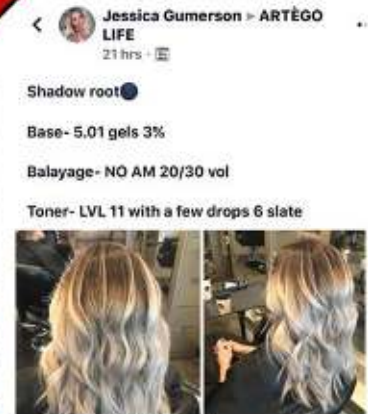 Jessica Gumerson ▸ ARTÈGO
LIFE
21 hrs ·
Shadow root
Base- 5.01 gels 3%
Balayage- NO AM 20/30 vol
Toner- LVL 11 with a few drops 6 slate